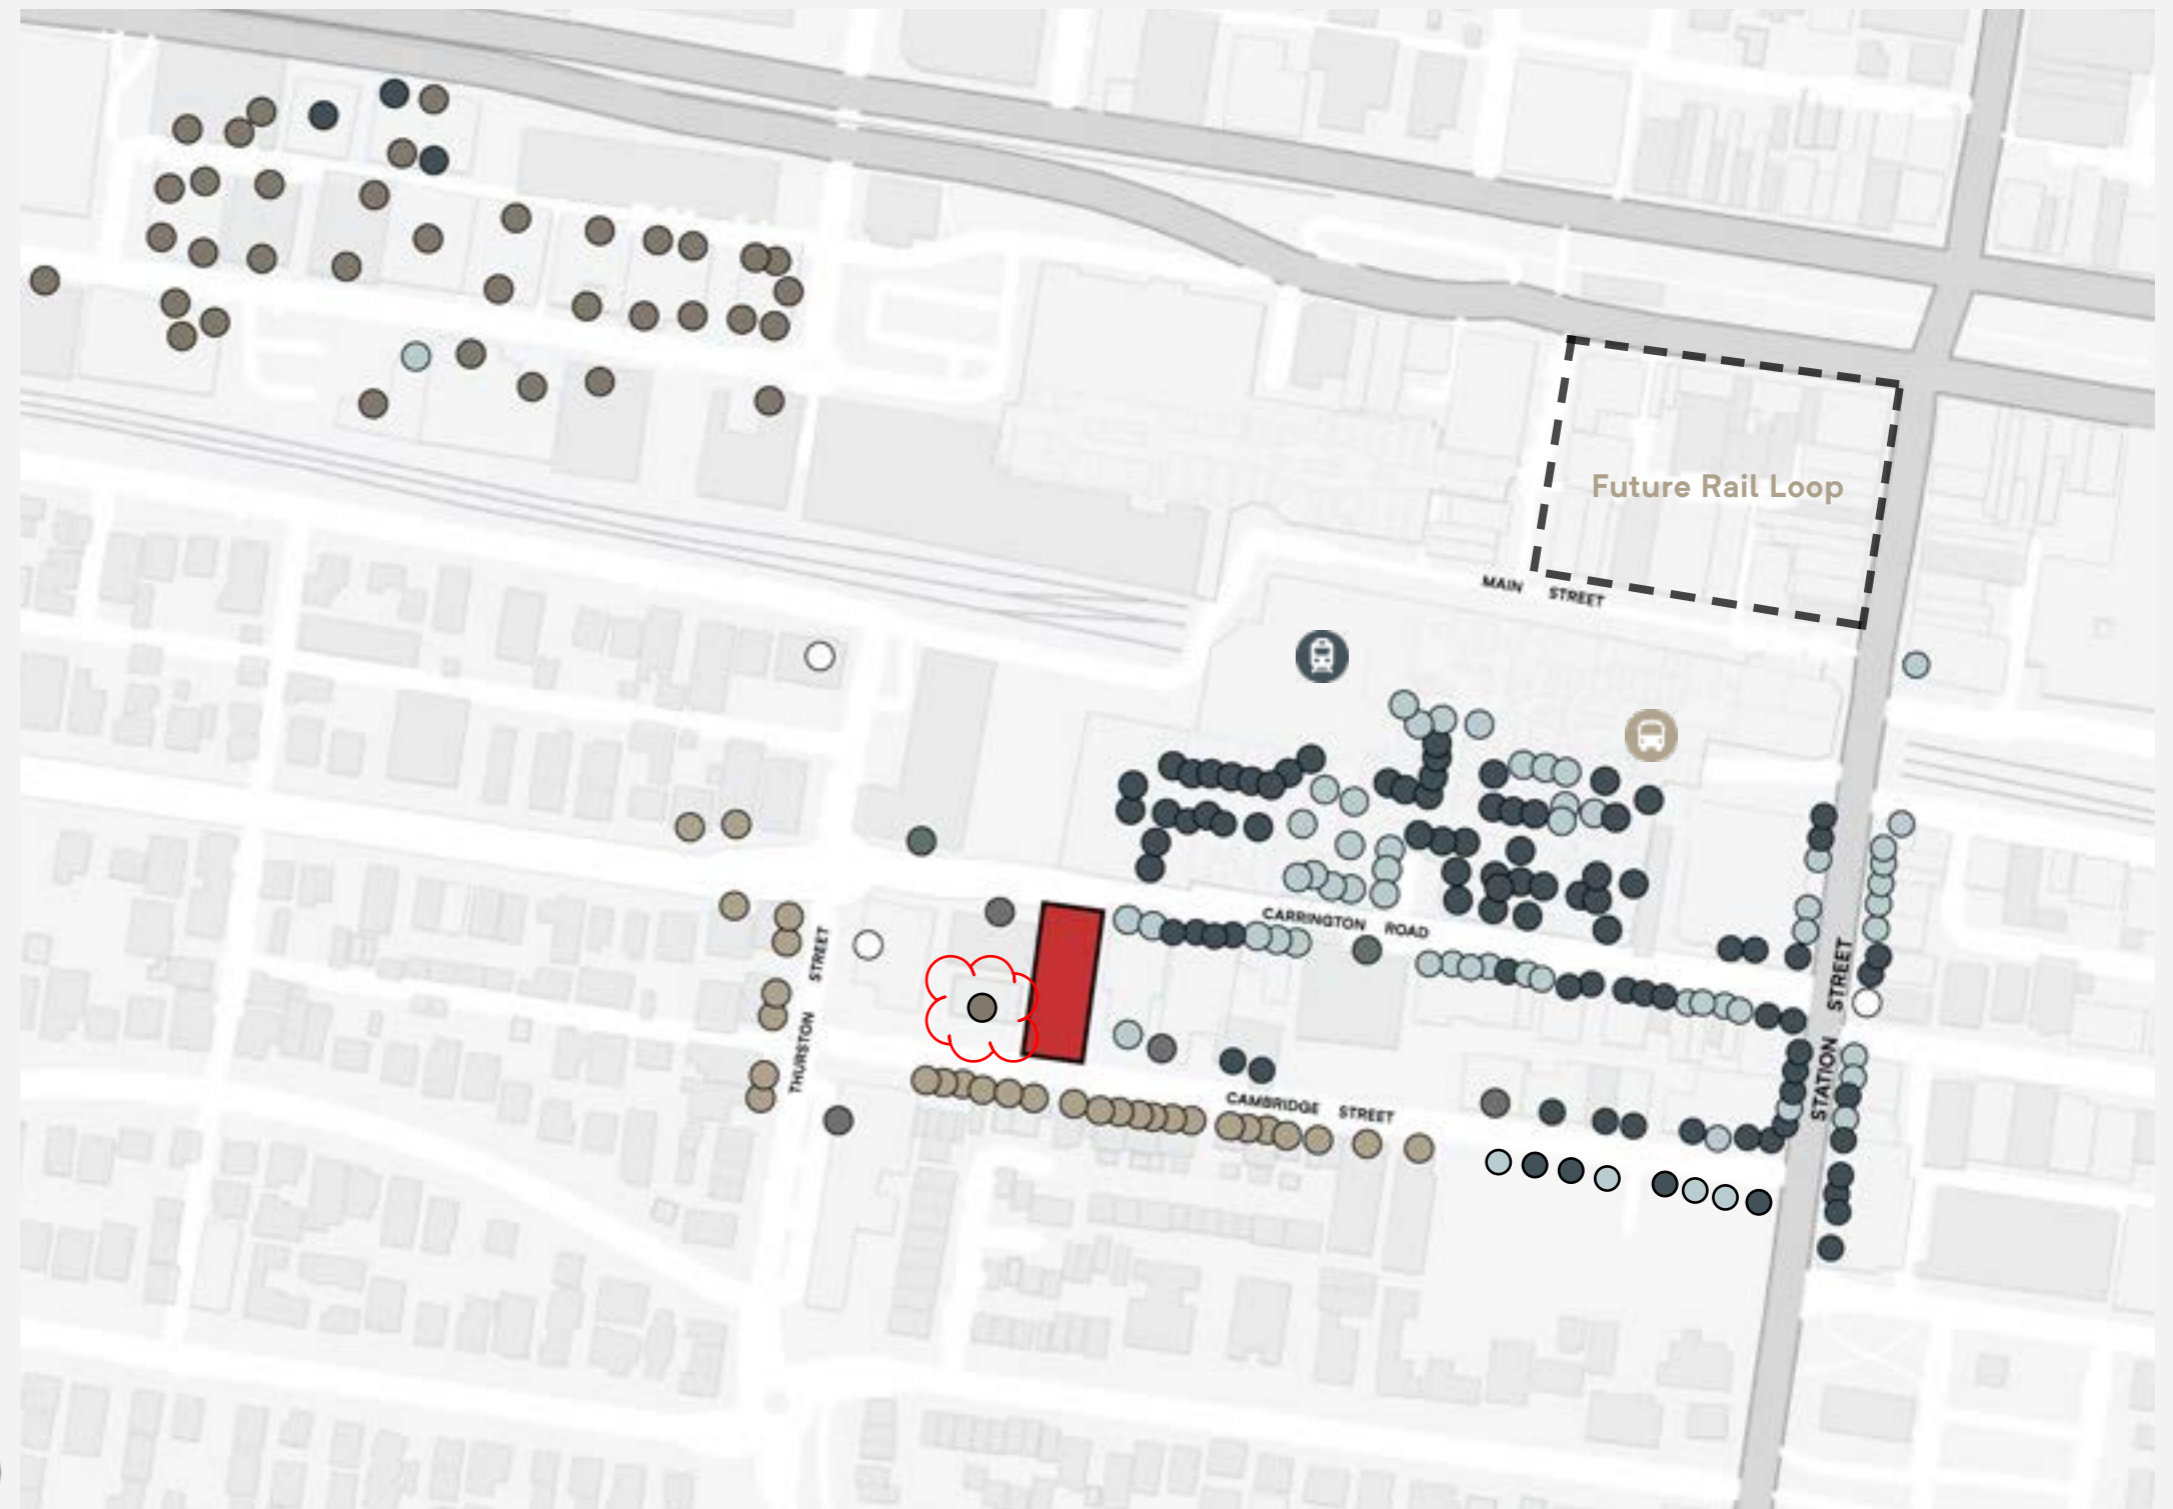 Future Rail Loop
MAIN STREET
CARRINGTON ROAD
STATION STREET
THURSTON STREET
CAMBRIDGE STREET